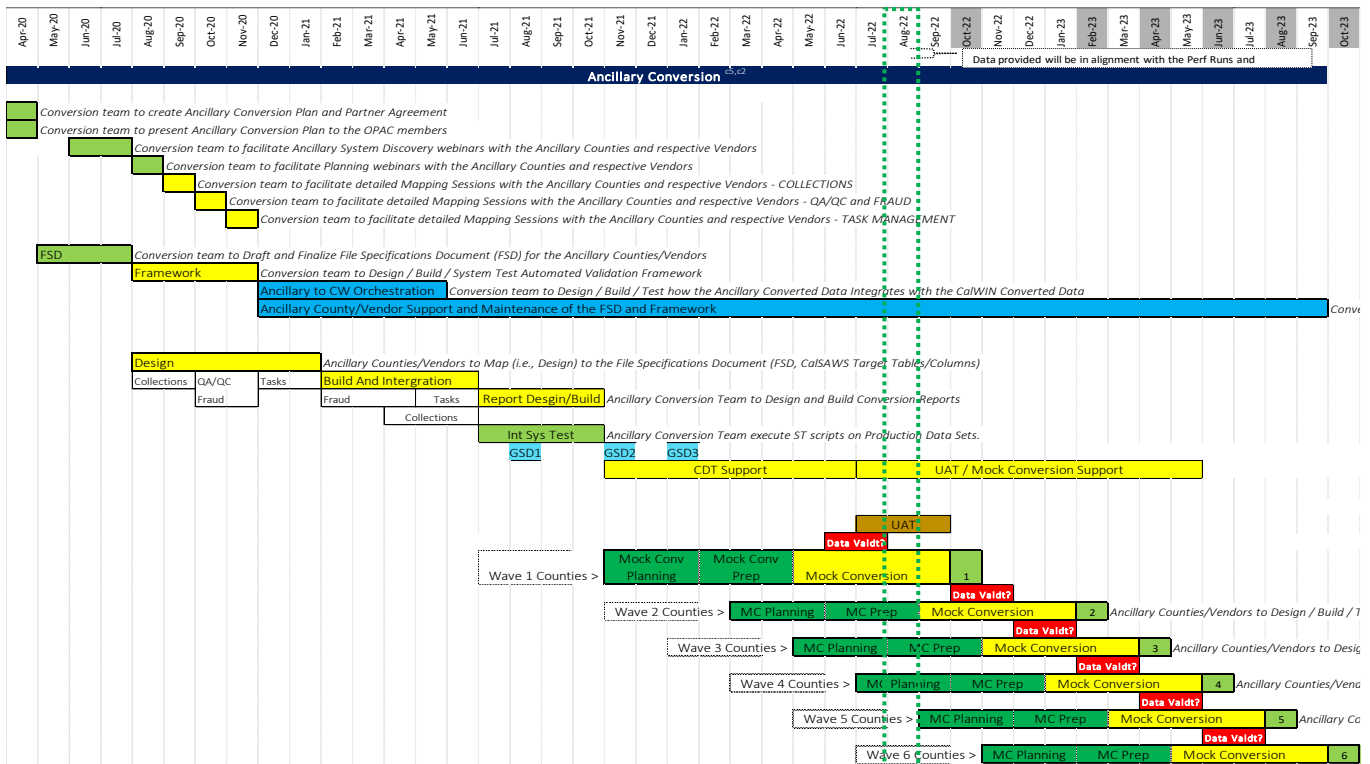 Apr-20 May-20 Jun-20 Jul-20 Aug-20 Sep-20 Oct-20 Nov-20 Dec-20 Jan-21 Feb-21 Mar-21 Apr-21 May-21 Jun-21 Jul-21 Aug-21 Sep-21 Oct-21 Nov-21 Dec-21 Jan-22 Feb-22 Mar-22 Apr-22 May-22 Jun-22 Jul-22 Aug-22 Sep-22 Oct-22 Nov-22 Dec-22 Jan-23 Feb-23 Mar-23 Apr-23 May-23 Jun-23 Jul-23 Aug-23 Sep-23 Oct-23
Data provided will be in alignment with the Perf Runs and
Ancillary Conversion c5,c2
Conversion team to create Ancillary Conversion Plan and Partner Agreement
Conversion team to present Ancillary Conversion Plan to the OPAC members
Conversion team to facilitate Ancillary System Discovery webinars with the Ancillary Counties and respective Vendors
Conversion team to facilitate Planning webinars with the Ancillary Counties and respective Vendors
Conversion team to facilitate detailed Mapping Sessions with the Ancillary Counties and respective Vendors - COLLECTIONS
Conversion team to facilitate detailed Mapping Sessions with the Ancillary Counties and respective Vendors - QA/QC and FRAUD
Conversion team to facilitate detailed Mapping Sessions with the Ancillary Counties and respective Vendors - TASK MANAGEMENT
FSD Conversion team to Draft and Finalize File Specifications Document (FSD) for the Ancillary Counties/Vendors
Framework Conversion team to Design / Build / System Test Automated Validation Framework
Ancillary to CW Orchestration Conversion team to Design / Build / Test how the Ancillary Converted Data Integrates with the CalWIN Converted Data
Ancillary County/Vendor Support and Maintenance of the FSD and Framework Conve
Design Ancillary Counties/Vendors to Map (i.e., Design) to the File Specifications Document (FSD, CalSAWS Target Tables/Columns)
Collections QA/QC Tasks Build And Intergration
Fraud Fraud Tasks Report Desgin/Build Ancillary Conversion Team to Design and Build Conversion Reports
Collections
Int Sys Test Ancillary Conversion Team execute ST scripts on Production Data Sets.
GSD1 GSD2 GSD3
CDT Support UAT / Mock Conversion Support
UAT
Data Valdt?
Mock Conv Mock Conv
Wave 1 Counties > Planning Prep Mock Conversion 1
Data Valdt?
Wave 2 Counties > MC Planning MC Prep Mock Conversion 2 Ancillary Counties/Vendors to Design / Build / T
Data Valdt?
Wave 3 Counties > MC Planning MC Prep Mock Conversion 3 Ancillary Counties/Vendors to Desig
Data Valdt?
Wave 4 Counties > MC Planning MC Prep Mock Conversion 4 Ancillary Counties/Vend
Data Valdt?
Wave 5 Counties > MC Planning MC Prep Mock Conversion 5 Ancillary Co
Data Valdt?
Wave 6 Counties > MC Planning MC Prep Mock Conversion 6